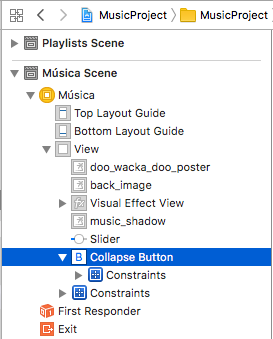 MusicProject MusicProject
Playlists Scene
Música Scene
Música
Top Layout Guide
Bottom Layout Guide
View
doo_wacka_doo_poster
back_image
Visual Effect View
music_shadow
Slider
B Collapse Button
Constraints
Constraints
First Responder
Exit